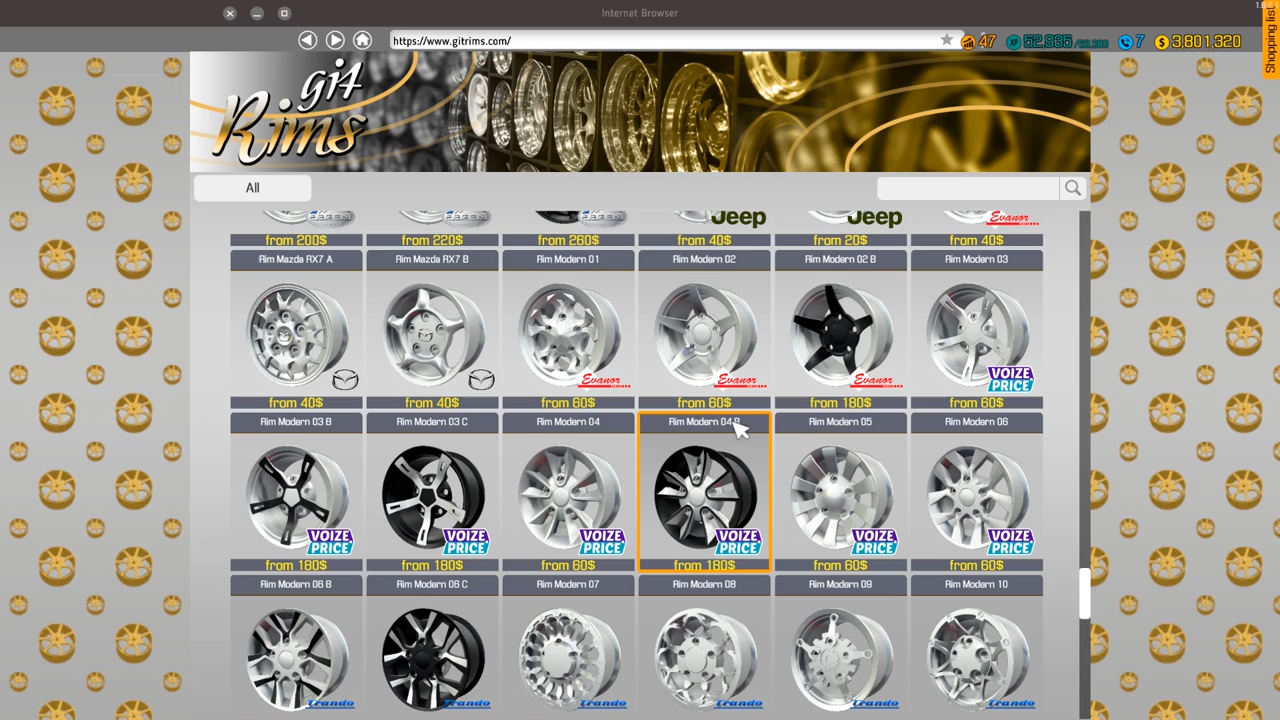 Internet Browser
https://www.gitrims.com/
47
7
3,801,320
Shopping list
git
Rims
All
Jeep Jeep Evanor
from 200$ from 220$ from 260$ from 40$ from 20$ from 40$
Rim Mazda RX7 A Rim Mazda RX7 B Rim Modern 01 Rim Modern 02 Rim Modern 02 B Rim Modern 03
Evanor Evanor Evanor VOIZE PRICE
from 40$ from 40$ from 60$ from 60$ from 180$ from 60$
Rim Modern 03 B Rim Modern 03 C Rim Modern 04 Rim Modern 04 Rim Modern 05 Rim Modern 06
VOIZE PRICE VOIZE PRICE VOIZE PRICE VOIZE PRICE VOIZE PRICE VOIZE PRICE
from 180$ from 180$ from 60$ from 180$ from 60$ from 60$
Rim Modern 06 B Rim Modern 06 C Rim Modern 07 Rim Modern 08 Rim Modern 09 Rim Modern 10
Trando Trando Trando Trando Trando Trando